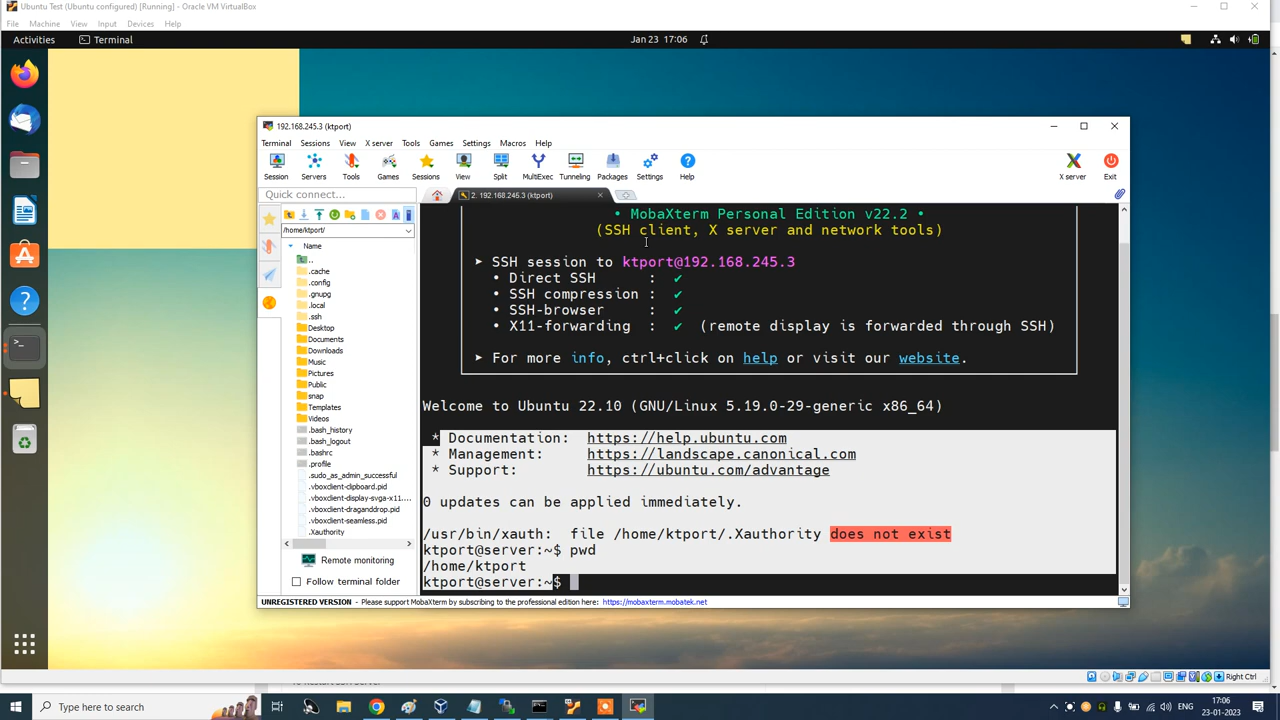 Ubuntu Test (Ubuntu configured) [Running] - Oracle VM VirtualBox
File Machine View Input Devices Help
Activities Terminal Jan 23 17:06
192.168.245.3 (ktport)
Terminal Sessions View X server Tools Games Settings Macros Help
Session Servers Tools Games Sessions View Split MultiExec Tunneling Packages Settings Help X server Exit
Quick connect...
2. 192.168.245.3 (ktport)
/home/ktport/
Name
..
.cache
.config
.gnupg
.local
.ssh
Desktop
Documents
Downloads
Music
Pictures
Public
snap
Templates
Videos
.bash_history
.bash_logout
.bashrc
.profile
.sudo_as_admin_successful
.vboxclient-clipboard.pid
.vboxclient-display-svga-x11....
.vboxclient-draganddrop.pid
.vboxclient-seamless.pid
.Xauthority
Remote monitoring
Follow terminal folder
• MobaXterm Personal Edition v22.2 •
(SSH client, X server and network tools)
➤ SSH session to ktport@192.168.245.3
• Direct SSH : ✔
• SSH compression : ✔
• SSH-browser : ✔
• X11-forwarding : ✔ (remote display is forwarded through SSH)
➤ For more info, ctrl+click on help or visit our website.
Welcome to Ubuntu 22.10 (GNU/Linux 5.19.0-29-generic x86_64)
* Documentation: https://help.ubuntu.com
* Management: https://landscape.canonical.com
* Support: https://ubuntu.com/advantage
0 updates can be applied immediately.
/usr/bin/xauth: file /home/ktport/.Xauthority does not exist
ktport@server:~$ pwd
/home/ktport
ktport@server:~$
UNREGISTERED VERSION - Please support MobaXterm by subscribing to the professional edition here: https://mobaxterm.mobatek.net
Right Ctrl
Type here to search
ENG
17:06
23-01-2023